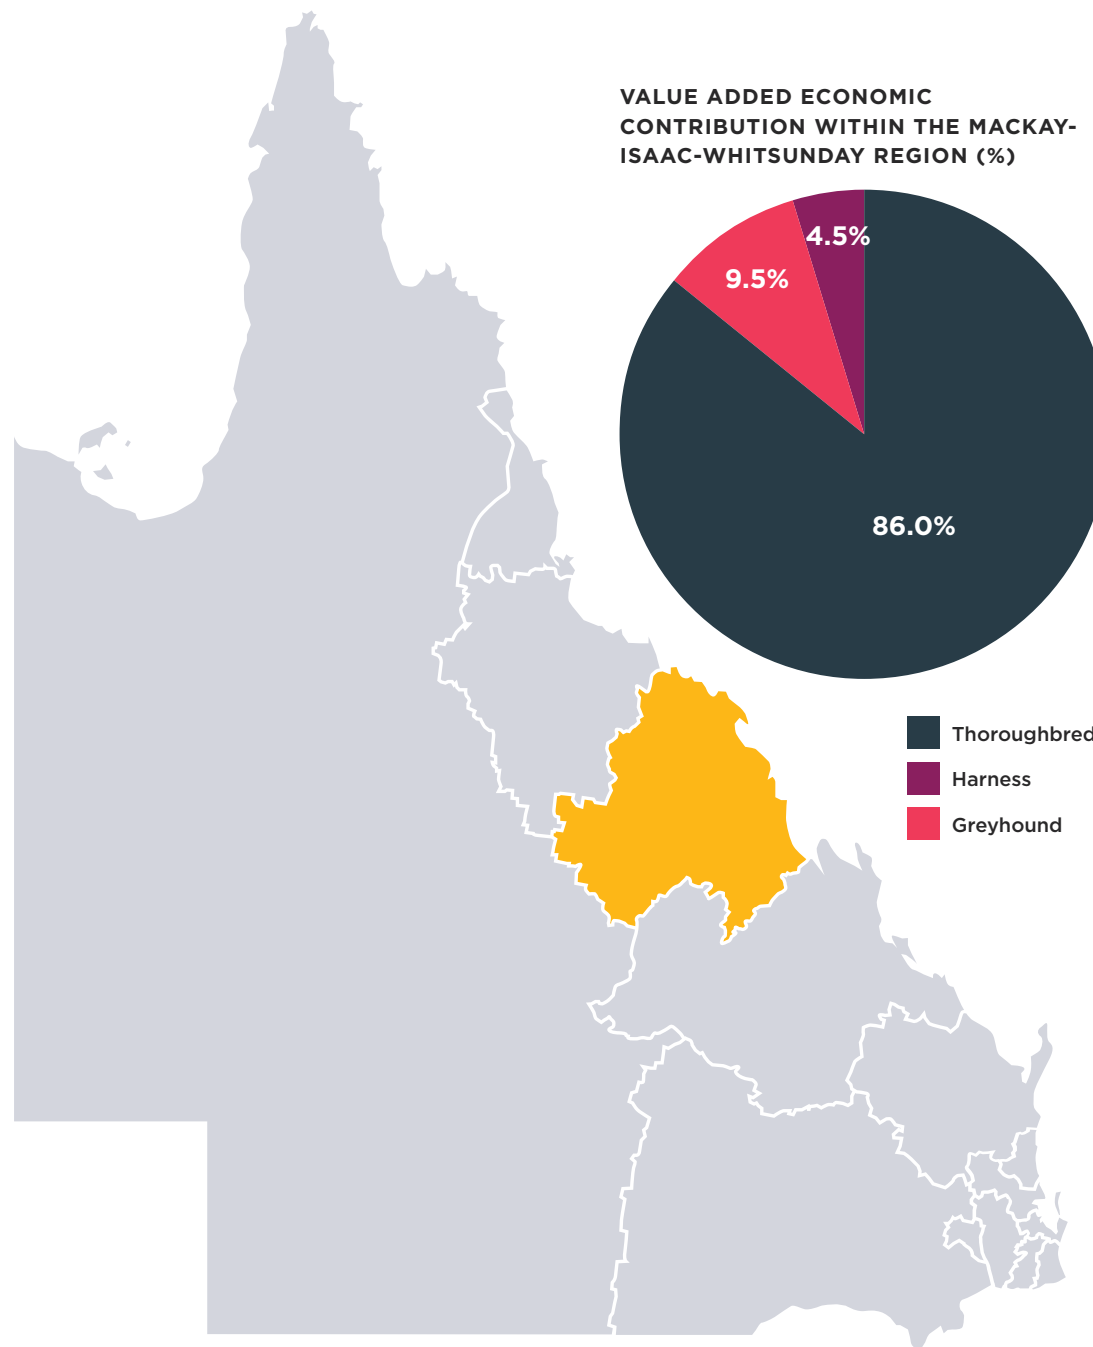 VALUE ADDED ECONOMIC
CONTRIBUTION WITHIN THE MACKAY-
ISAAC-WHITSUNDAY REGION (%)
4.5%
9.5%
86.0%
Thoroughbred
Harness
Greyhound